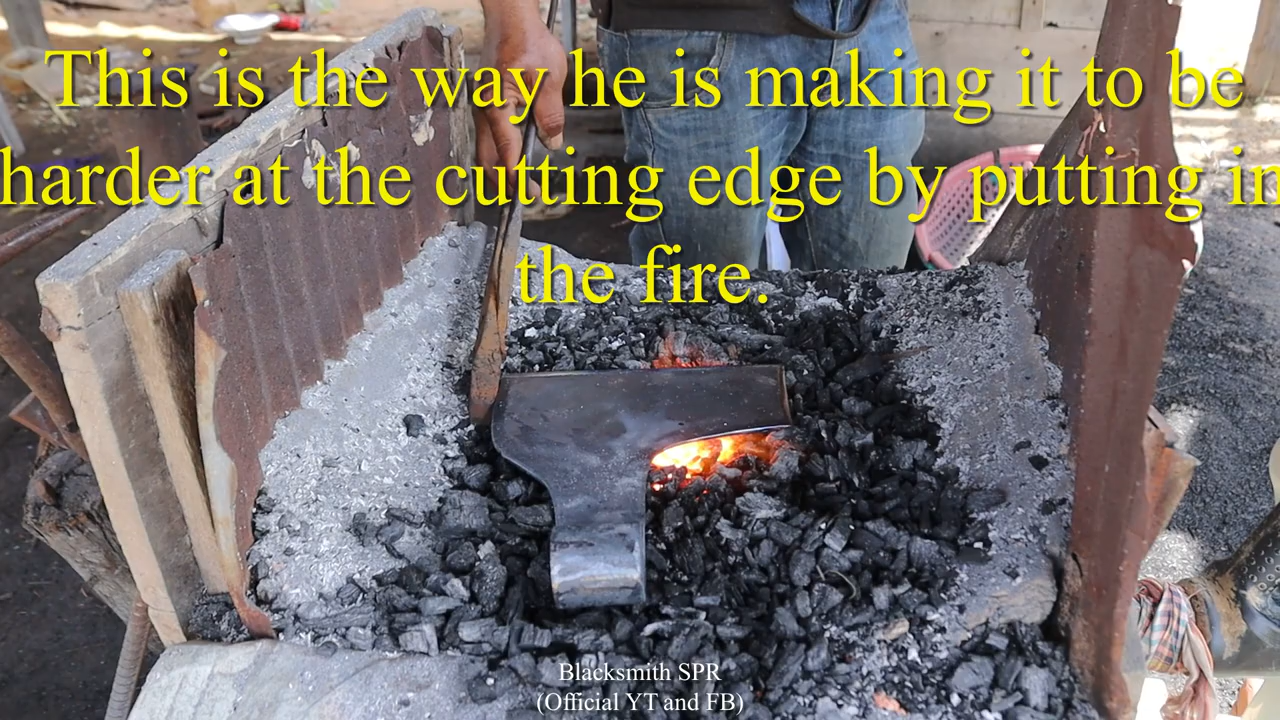 This is the way he is making it to be
harder at the cutting edge by putting in
the fire.
Blacksmith SPR
(Official YT and FB)